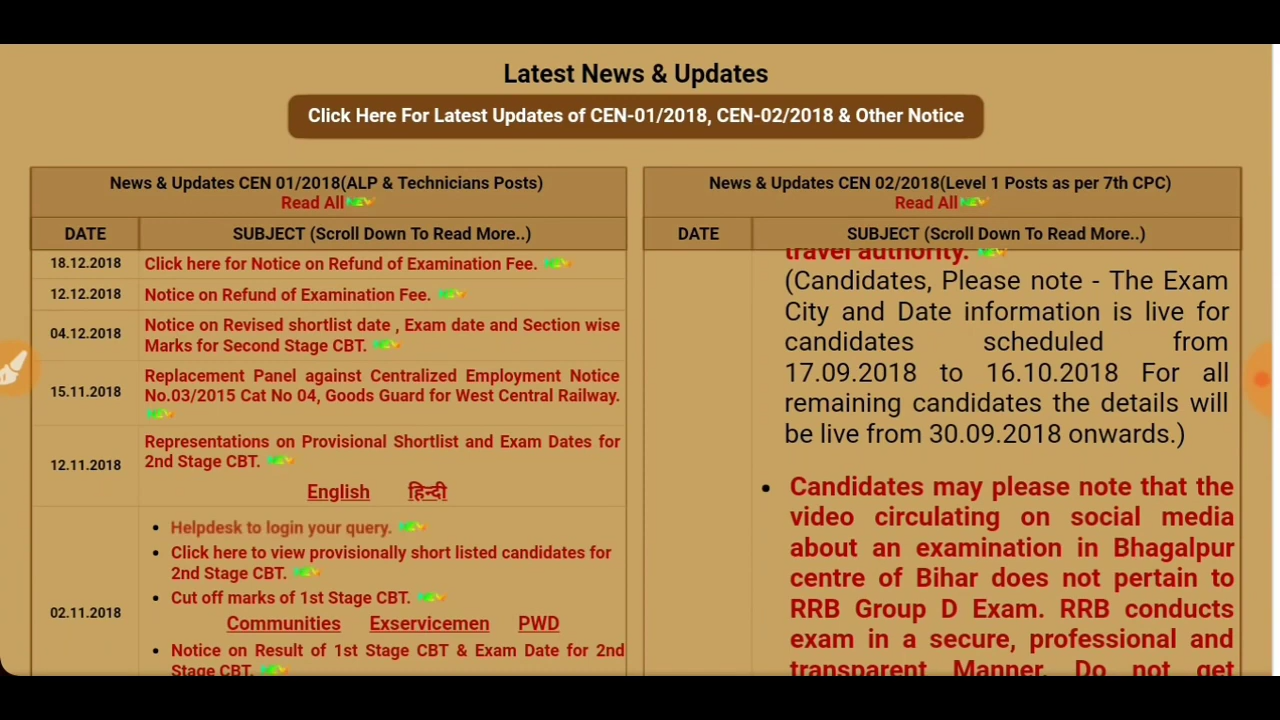 Latest News & Updates
Click Here For Latest Updates of CEN-01/2018, CEN-02/2018 & Other Notice
News & Updates CEN 01/2018(ALP & Technicians Posts)
Read All NEW
DATE
SUBJECT (Scroll Down To Read More..)
18.12.2018
Click here for Notice on Refund of Examination Fee.
12.12.2018
Notice on Refund of Examination Fee.
04.12.2018
Notice on Revised shortlist date , Exam date and Section wise
Marks for Second Stage CBT.
15.11.2018
Replacement Panel against Centralized Employment Notice
No.03/2015 Cat No 04, Goods Guard for West Central Railway.
12.11.2018
Representations on Provisional Shortlist and Exam Dates for
2nd Stage CBT.
English हिन्दी
02.11.2018
• Helpdesk to login your query.
• Click here to view provisionally short listed candidates for
2nd Stage CBT.
• Cut off marks of 1st Stage CBT.
Communities Exservicemen PWD
• Notice on Result of 1st Stage CBT & Exam Date for 2nd
Stage CBT.
News & Updates CEN 02/2018(Level 1 Posts as per 7th CPC)
Read All NEW
DATE
SUBJECT (Scroll Down To Read More..)
travel authority.
(Candidates, Please note - The Exam
City and Date information is live for
candidates scheduled from
17.09.2018 to 16.10.2018 For all
remaining candidates the details will
be live from 30.09.2018 onwards.)
• Candidates may please note that the
video circulating on social media
about an examination in Bhagalpur
centre of Bihar does not pertain to
RRB Group D Exam. RRB conducts
exam in a secure, professional and
transparent Manner. Do not get